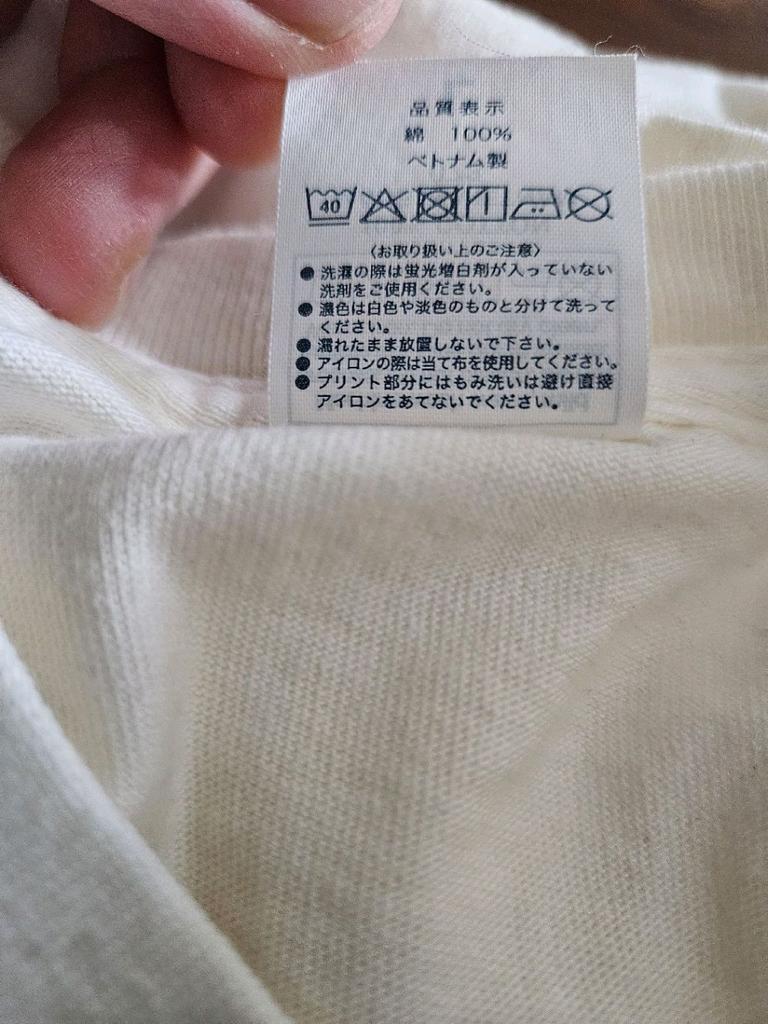 品質表示
綿 100%
ベトナム製
40
〈お取り扱い上のご注意〉
● 洗濯の際は蛍光増白剤が入っていない
洗剤をご使用ください。
● 濃色は白色や淡色のものと分けて洗って
ください。
● 濡れたまま放置しないで下さい。
● アイロンの際は当て布を使用してください。
● プリント部分にはもみ洗いは避け直接
アイロンをあてないでください。